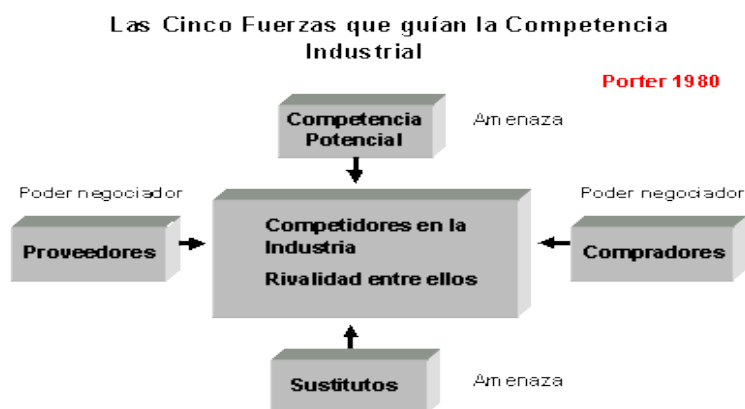 Las Cinco Fuerzas que guían la Competencia
Industrial
Porter 1980
Competencia
Potencial
Amenaza
Poder negociador
Poder negociador
Proveedores
Competidores en la
Industria
Rivalidad entre ellos
Compradores
Sustitutos
Amenaza